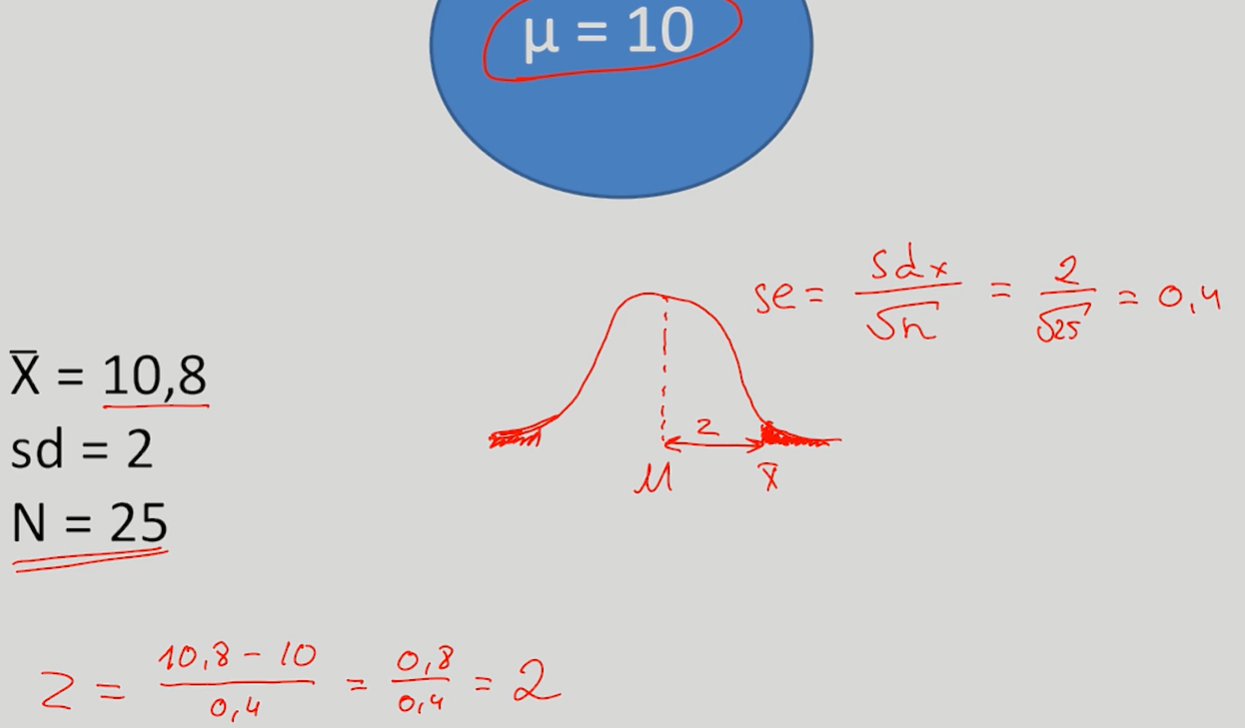 μ = 10
se = sdx / √n = 2 / √25 = 0,4
X̄ = 10,8
sd = 2
N = 25
2
μ x̄
z = 10,8 - 10 / 0,4 = 0,8 / 0,4 = 2